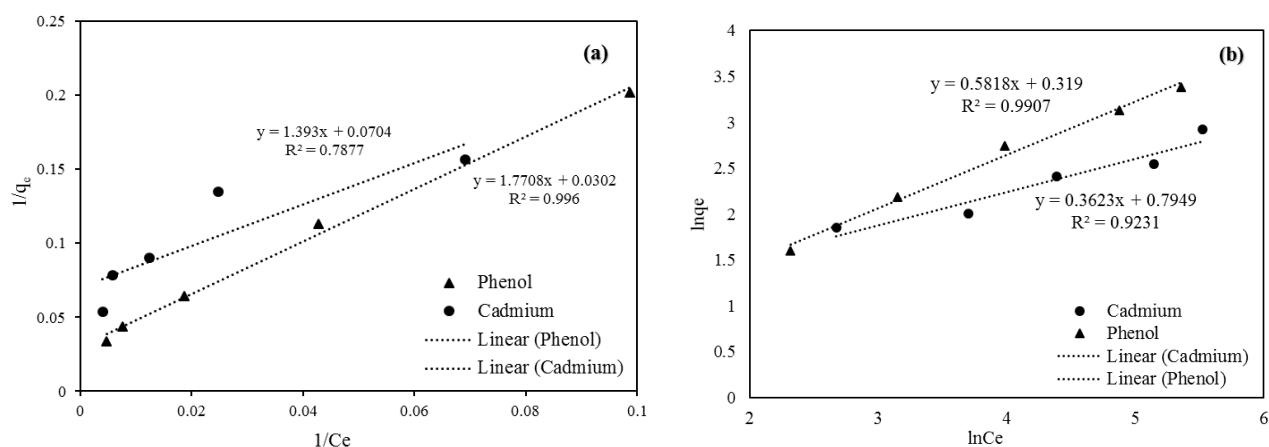 (a)
0.25
0.2
0.15
0.1
0.05
0
1/qe
y = 1.393x + 0.0704
R² = 0.7877
y = 1.7708x + 0.0302
R² = 0.996
Phenol
Cadmium
Linear (Phenol)
Linear (Cadmium)
0 0.02 0.04 0.06 0.08 0.1
1/Ce
(b)
4
3.5
3
2.5
2
1.5
1
0.5
0
lnqe
y = 0.5818x + 0.319
R² = 0.9907
y = 0.3623x + 0.7949
R² = 0.9231
Cadmium
Phenol
Linear (Cadmium)
Linear (Phenol)
2 3 4 5 6
lnCe